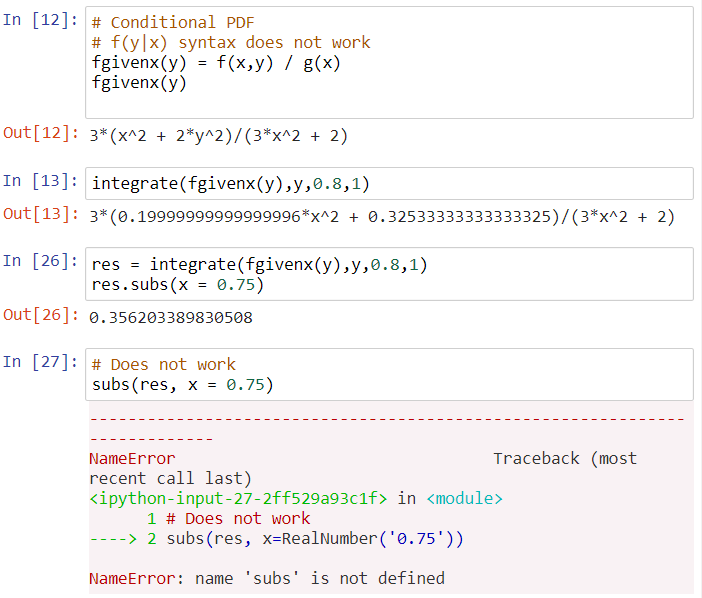 In [12]: # Conditional PDF
# f(y|x) syntax does not work
fgivenx(y) = f(x,y) / g(x)
fgivenx(y)
Out[12]: 3*(x^2 + 2*y^2)/(3*x^2 + 2)
In [13]: integrate(fgivenx(y),y,0.8,1)
Out[13]: 3*(0.19999999999999996*x^2 + 0.32533333333333325)/(3*x^2 + 2)
In [26]: res = integrate(fgivenx(y),y,0.8,1)
res.subs(x = 0.75)
Out[26]: 0.356203389830508
In [27]: # Does not work
subs(res, x = 0.75)
------------------------------------------------------------
-------------
NameError                                 Traceback (most
recent call last)
<ipython-input-27-2ff529a93c1f> in <module>
      1 # Does not work
----> 2 subs(res, x=RealNumber('0.75'))
NameError: name 'subs' is not defined